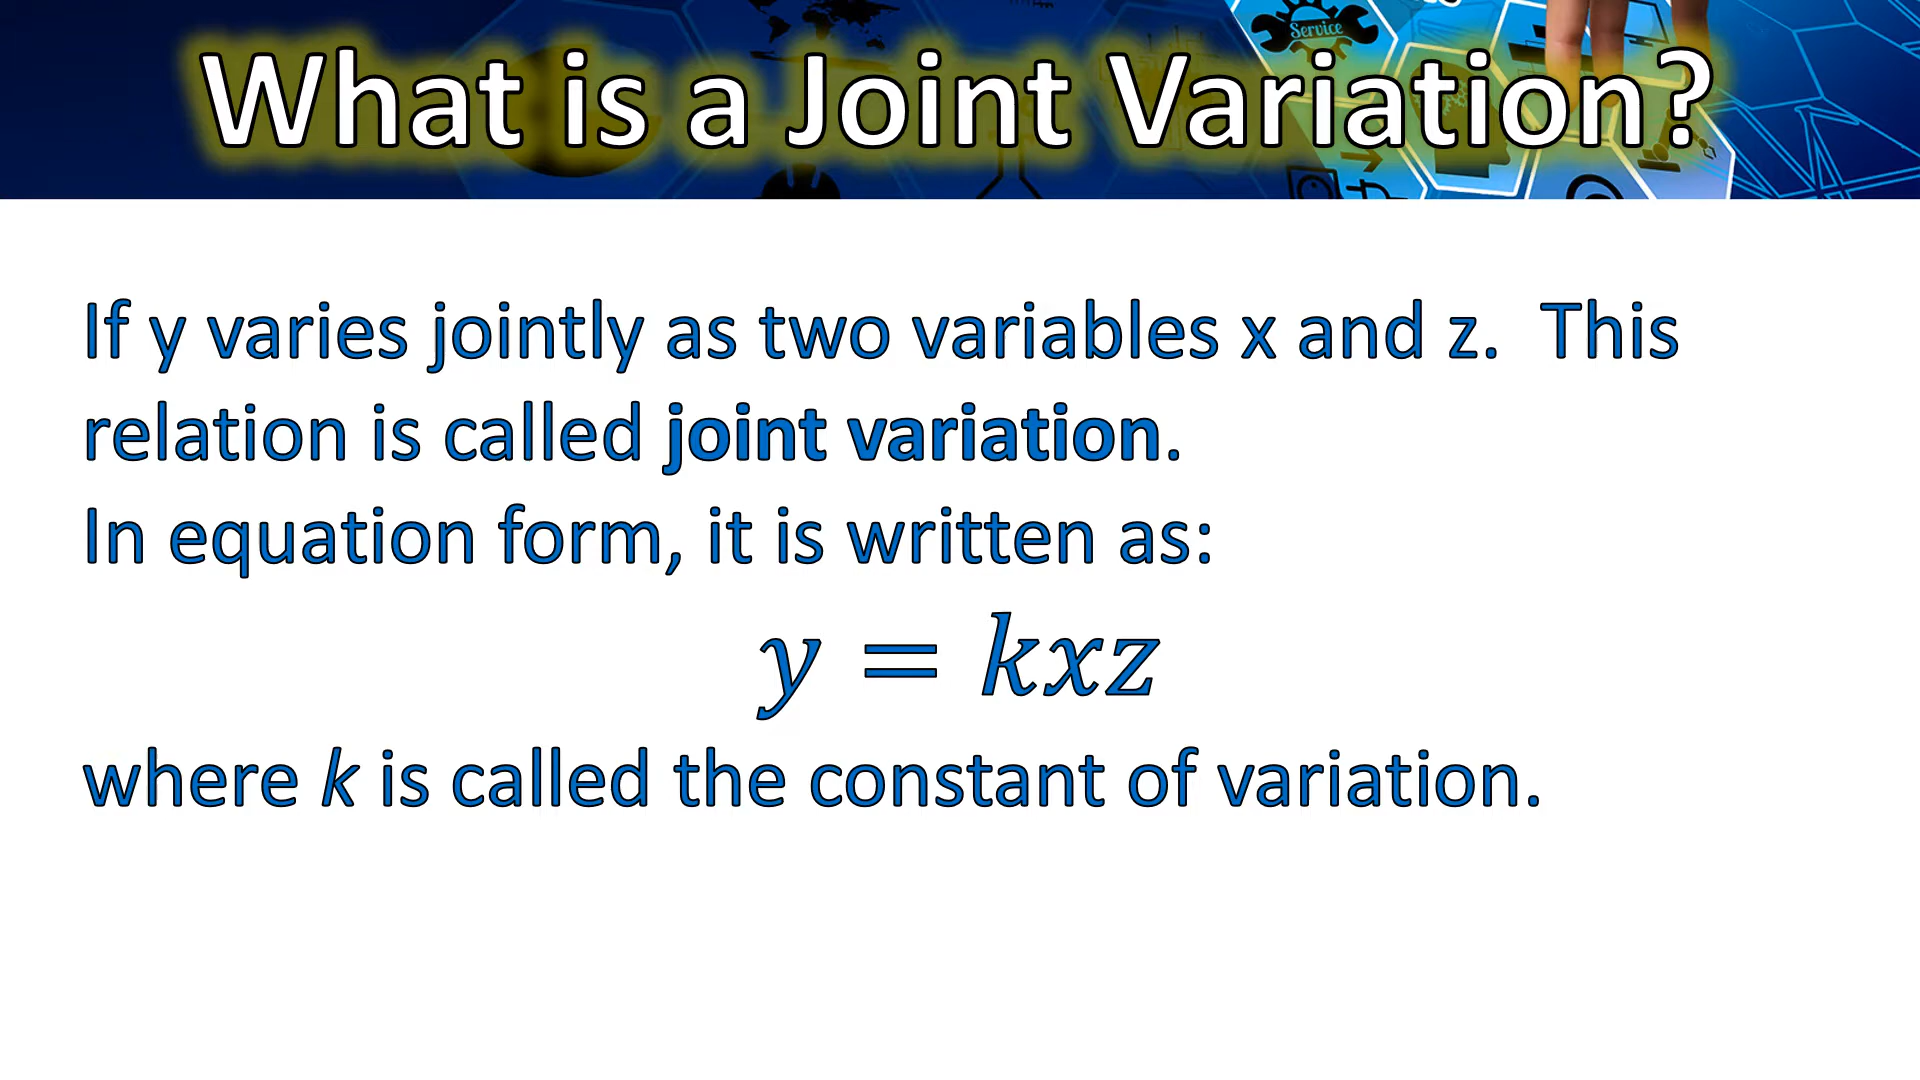 Service
What is a Joint Variation?
If y varies jointly as two variables x and z. This
relation is called joint variation.
In equation form, it is written as:
y = kxz
where k is called the constant of variation.